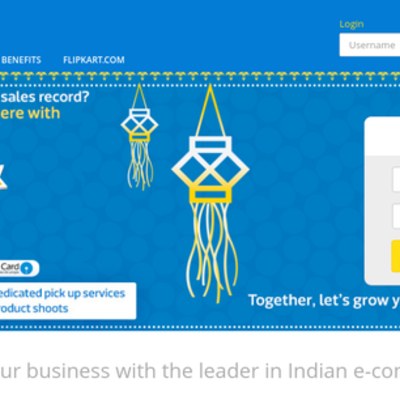 Login
Username
BENEFITS FLIPKART.COM
sales record?
ere with
Card
edicated pick up services
oduct shoots
Together, let's grow y
ur business with the leader in Indian e-co